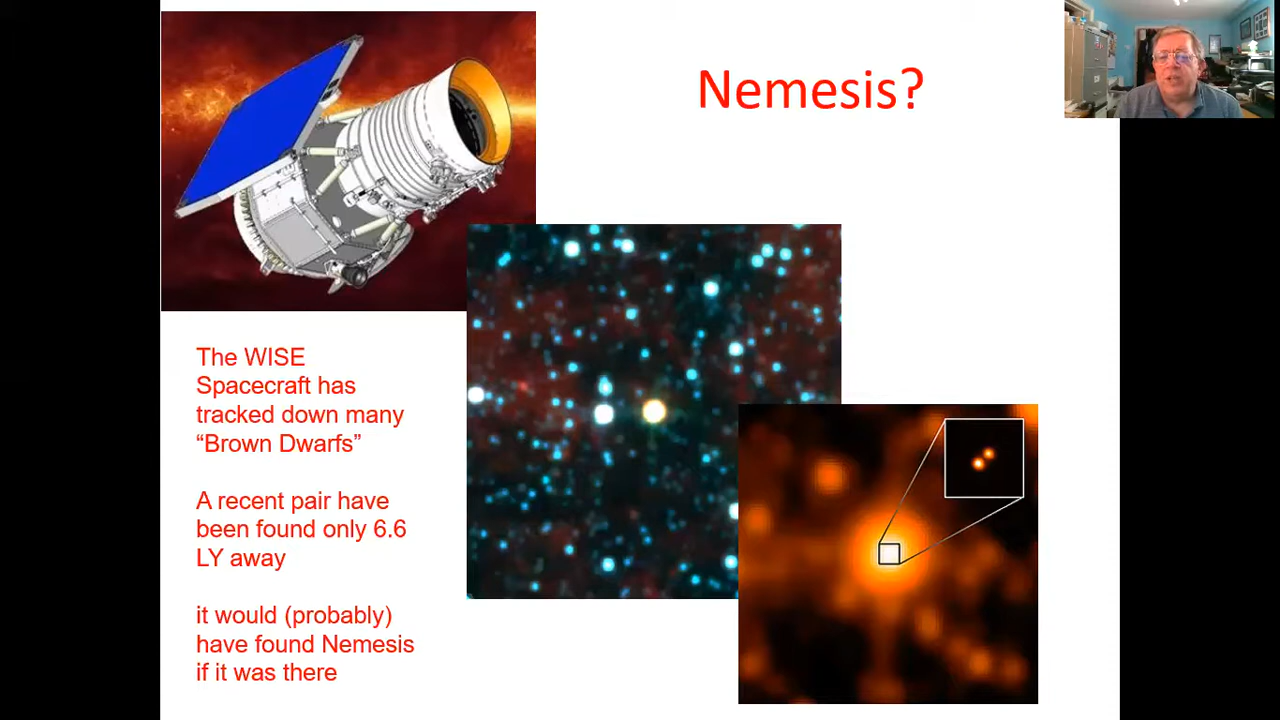 Nemesis?
The WISE
Spacecraft has
tracked down many
“Brown Dwarfs”
A recent pair have
been found only 6.6
LY away
it would (probably)
have found Nemesis
if it was there